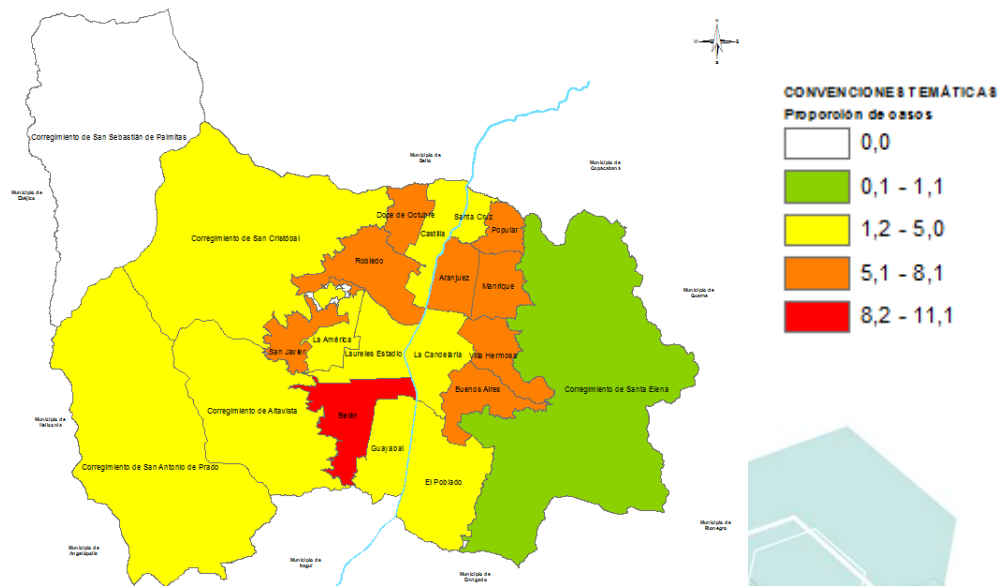 N
Corregimiento de San Sebastián de Palmitas
Municipio de
Bello
Municipio de
Copacabana
Municipio de
Ebéjico
Doce de Octubre
Santa Cruz
Castilla
Popular
Corregimiento de San Cristóbal
Robledo
Aranjuez
Manrique
Municipio de
Guarne
La América
San Javier
Laureles Estadio
La Candelaria
Villa Hermosa
Buenos Aires
Corregimiento de Santa Elena
Municipio de
Heliconia
Corregimiento de Altavista
Belén
Guayabal
Corregimiento de San Antonio de Prado
El Poblado
Municipio de
Rionegro
Municipio de
Angelópolis
Municipio de
Itagüí
Municipio de
Envigado
CONVENCIONES TEMÁTICAS
Proporción de casos
0,0
0,1 - 1,1
1,2 - 5,0
5,1 - 8,1
8,2 - 11,1